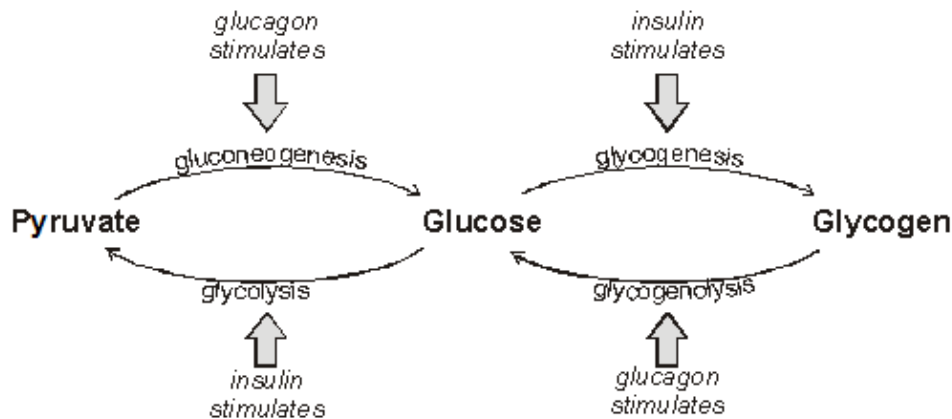 glucagon
stimulates
insulin
stimulates
gluconeogenesis
glycogenesis
Pyruvate
Glucose
Glycogen
glycolysis
glycogenolysis
insulin
stimulates
glucagon
stimulates